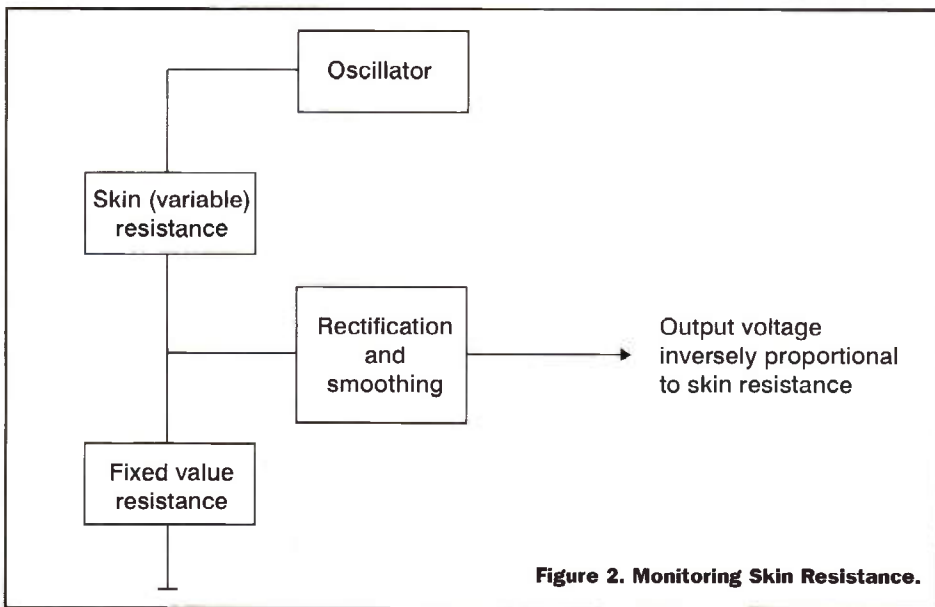 Oscillator
Skin (variable)
resistance
Rectification
and
smoothing
Output voltage
inversely proportional
to skin resistance
Fixed value
resistance
Figure 2. Monitoring Skin Resistance.